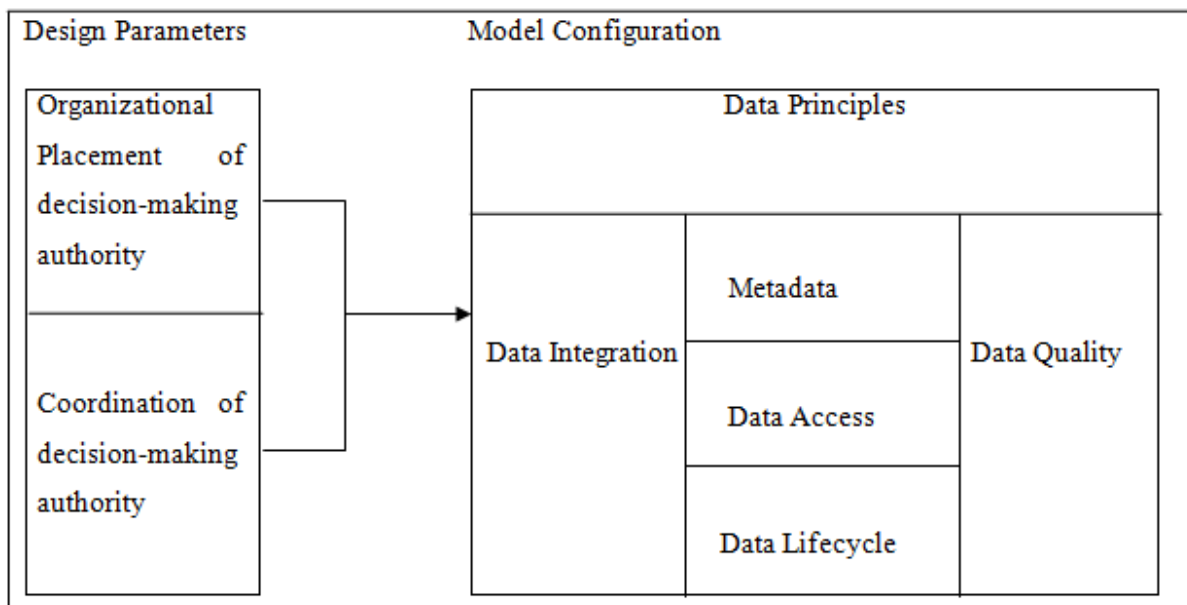 Design Parameters
Model Configuration
Organizational
Placement of
decision-making
authority
Coordination of
decision-making
authority
Data Principles
Data Integration
Metadata
Data Access
Data Lifecycle
Data Quality